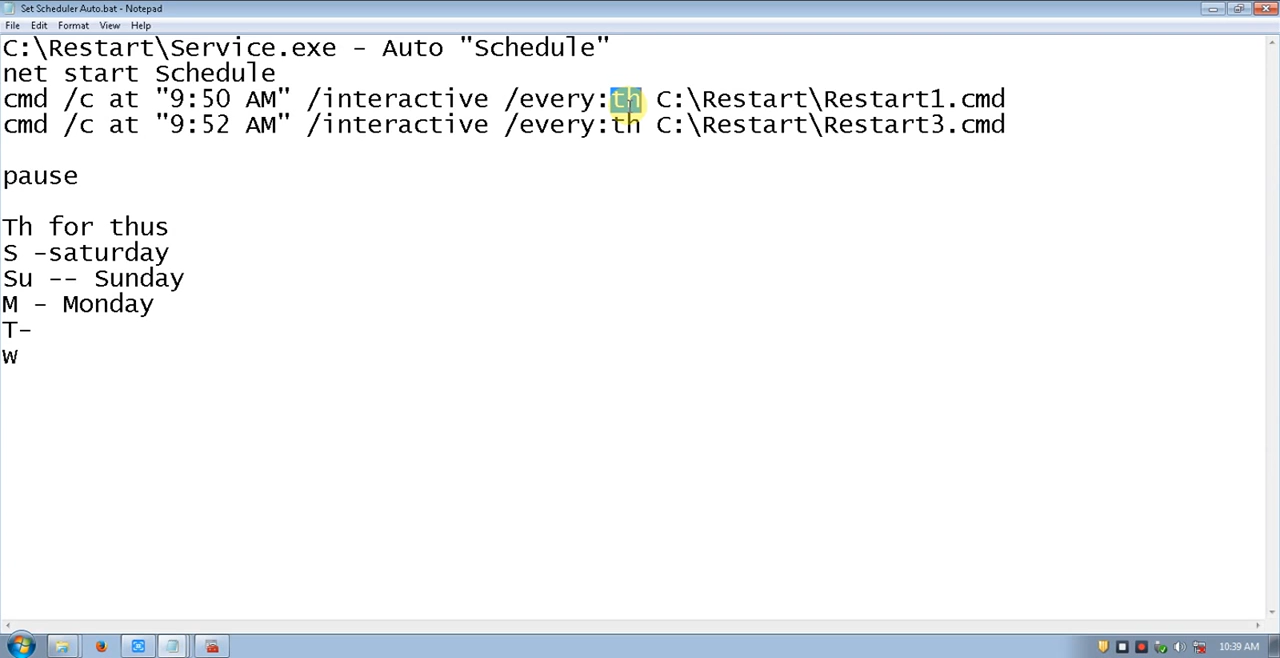 Set Scheduler Auto.bat - Notepad
File Edit Format View Help
C:\Restart\Service.exe - Auto "Schedule"
net start Schedule
cmd /c at "9:50 AM" /interactive /every:th C:\Restart\Restart1.cmd
cmd /c at "9:52 AM" /interactive /every:th C:\Restart\Restart3.cmd
pause
Th for thus
S -saturday
Su -- Sunday
M - Monday
T-
w
10:39 AM